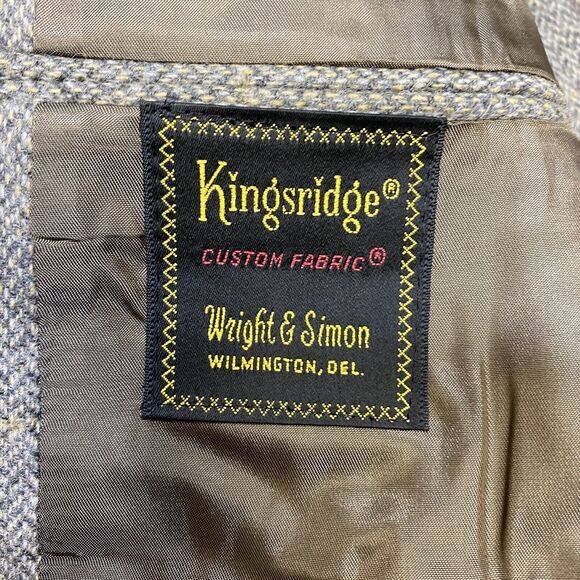 Kingsridge®
CUSTOM FABRIC®
Wright & Simon
WILMINGTON, DEL.